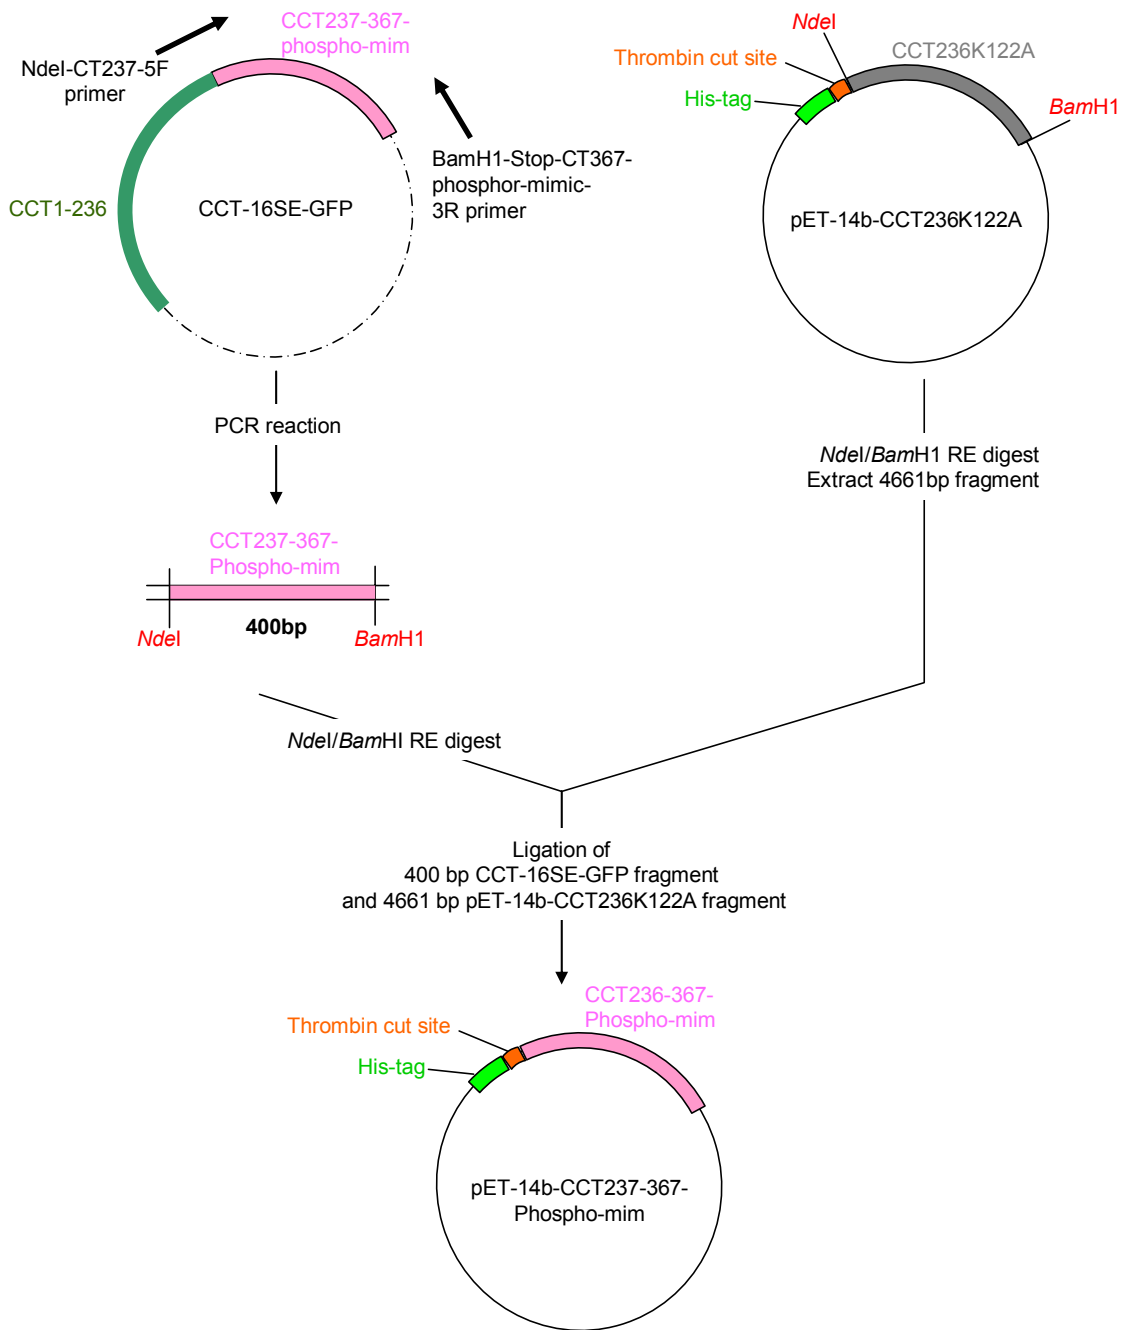 CCT237-367-
phospho-mim
NdeI-CT237-5F
primer
CCT1-236
CCT-16SE-GFP
BamH1-Stop-CT367-
phosphor-mimic-
3R primer
NdeI
Thrombin cut site
CCT236K122A
His-tag
BamH1
pET-14b-CCT236K122A
PCR reaction
NdeI/BamH1 RE digest
Extract 4661bp fragment
CCT237-367-
Phospho-mim
400bp
NdeI
BamH1
NdeI/BamHI RE digest
Ligation of
400 bp CCT-16SE-GFP fragment
and 4661 bp pET-14b-CCT236K122A fragment
CCT236-367-
Phospho-mim
Thrombin cut site
His-tag
pET-14b-CCT237-367-
Phospho-mim